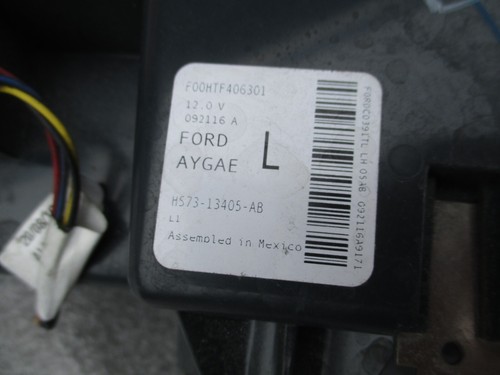 F00HTF406301
12.0 V
092116 A
FORD
AYGAE
L
HS73-13405-AB
L1
Assembled in Mexico